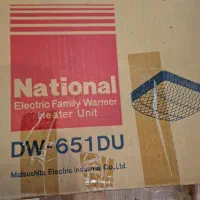 National
Electric Family Warmer
Heater Unit
DW-651DU
Matsushita Electric Industrial Co., Ltd.